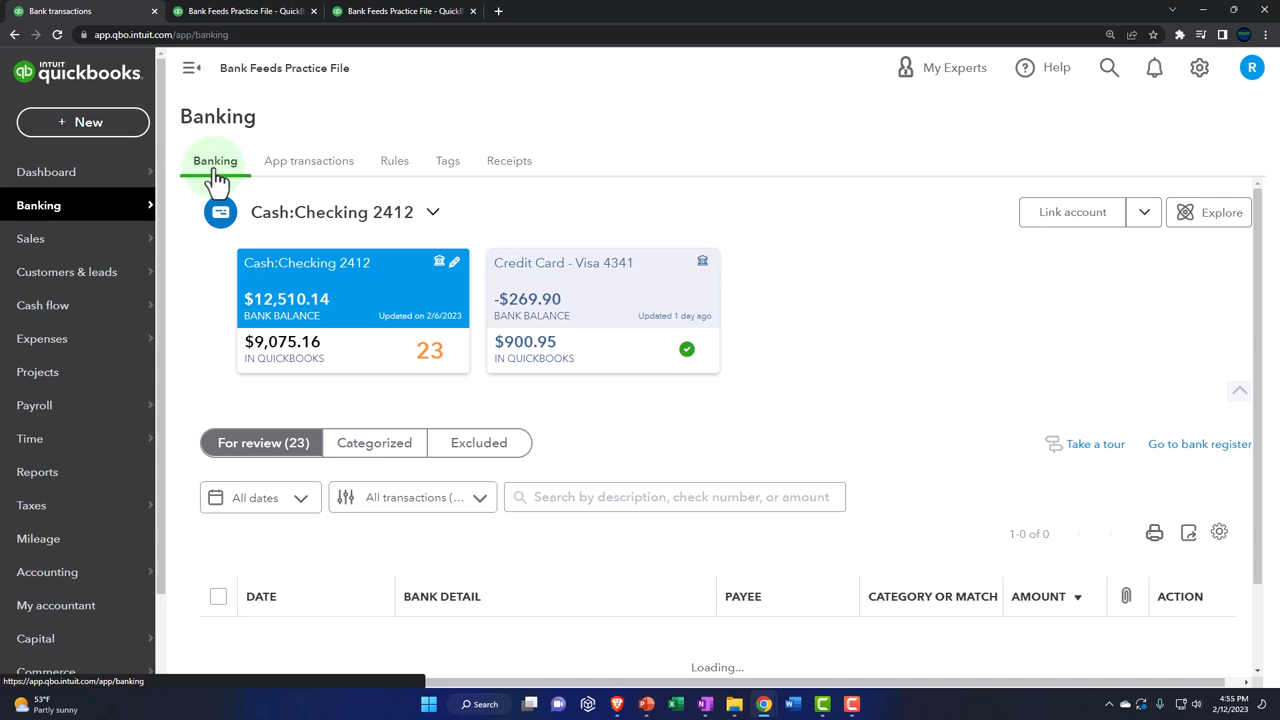 Banking transactions
Bank Feeds Practice File - QuickB
Bank Feeds Practice File - QuickB
qbo.intuit.com/app/banking
INTUIT
quickbooks.
Bank Feeds Practice File
My Experts
Help
R
+ New
Dashboard
Banking
Sales
Customers & leads
Cash flow
Expenses
Projects
Payroll
Time
Reports
Taxes
Mileage
Accounting
My accountant
Capital
Commerce
Banking
Banking
App transactions
Rules
Tags
Receipts
Cash:Checking 2412
Link account
Explore
Cash:Checking 2412
$12,510.14
BANK BALANCE
Updated on 2/6/2023
$9,075.16
IN QUICKBOOKS
23
Credit Card - Visa 4341
-$269.90
BANK BALANCE
Updated 1 day ago
$900.95
IN QUICKBOOKS
For review (23)
Categorized
Excluded
Take a tour
Go to bank register
All dates
All transactions (...
Search by description, check number, or amount
1-0 of 0
DATE
BANK DETAIL
PAYEE
CATEGORY OR MATCH
AMOUNT
ACTION
Loading...
https://app.qbo.intuit.com/app/banking
53°F
Partly sunny
Search
4:55 PM
2/12/2023